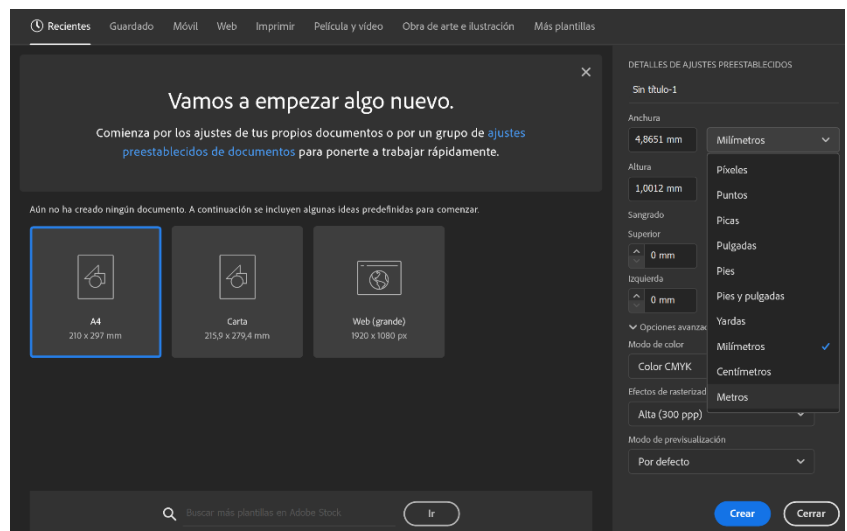 Recientes Guardado Móvil Web Imprimir Película y vídeo Obra de arte e ilustración Más plantillas
Vamos a empezar algo nuevo.
Comienza por los ajustes de tus propios documentos o por un grupo de ajustes
preestablecidos de documentos para ponerte a trabajar rápidamente.
Aún no ha creado ningún documento. A continuación se incluyen algunas ideas predefinidas para comenzar.
A4
210 x 297 mm
Carta
215,9 x 279,4 mm
Web (grande)
1920 x 1080 px
Buscar más plantillas en Adobe Stock
Ir
DETALLES DE AJUSTES PREESTABLECIDOS
Sin título-1
Anchura
4,8651 mm
Milímetros
Altura
1,0012 mm
Sangrado
Superior
0 mm
Izquierda
0 mm
Píxeles
Puntos
Picas
Pulgadas
Pies
Pies y pulgadas
Yardas
Milímetros
Centímetros
Metros
Opciones avanzad
Modo de color
Color CMYK
Efectos de rasterizad
Alta (300 ppp)
Modo de previsualización
Por defecto
Crear
Cerrar